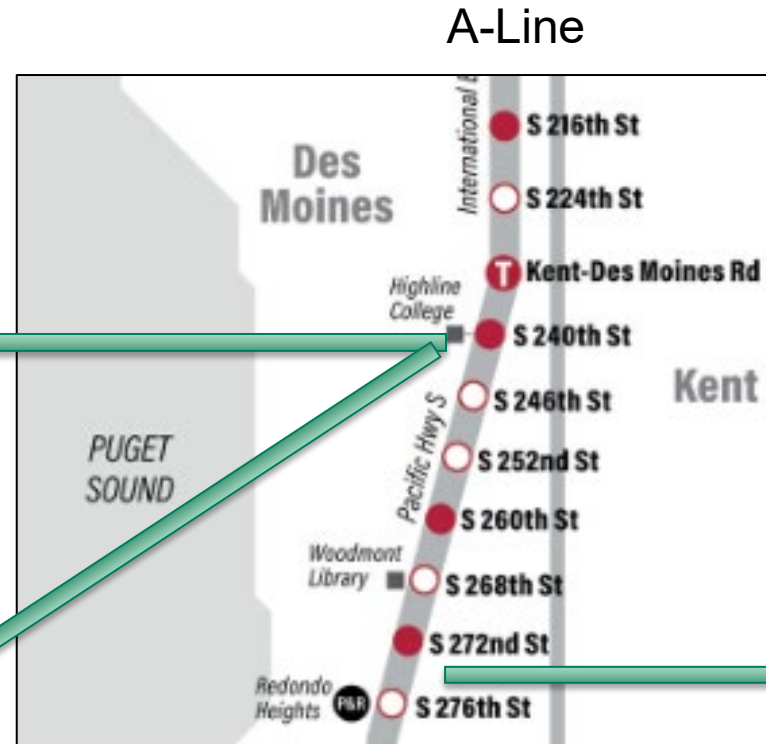 A-Line
International B
S 216th St
Des
Moines
S 224th St
T Kent-Des Moines Rd
Highline
College
S 240th St
Kent
S 246th St
Pacific Hwy S
PUGET
SOUND
S 252nd St
S 260th St
Woodmont
Library
S 268th St
S 272nd St
Redondo
Heights
P&R
S 276th St